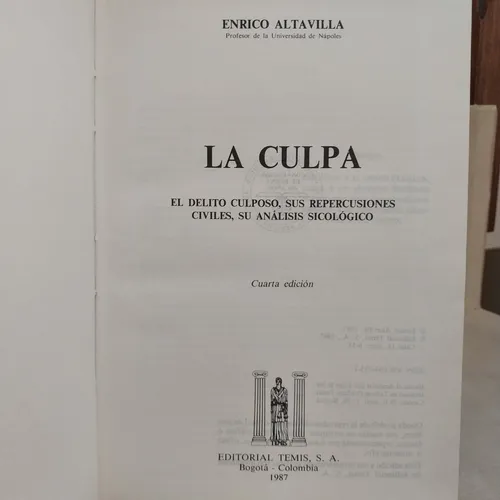 ENRICO ALTAVILLA
Profesor de la Universidad de Nápoles
LA CULPA
EL DELITO CULPOSO, SUS REPERCUSIONES
CIVILES, SU ANÁLISIS SICOLÓGICO
Cuarta edición
EDITORIAL TEMIS, S. A.
Bogotá - Colombia
1987